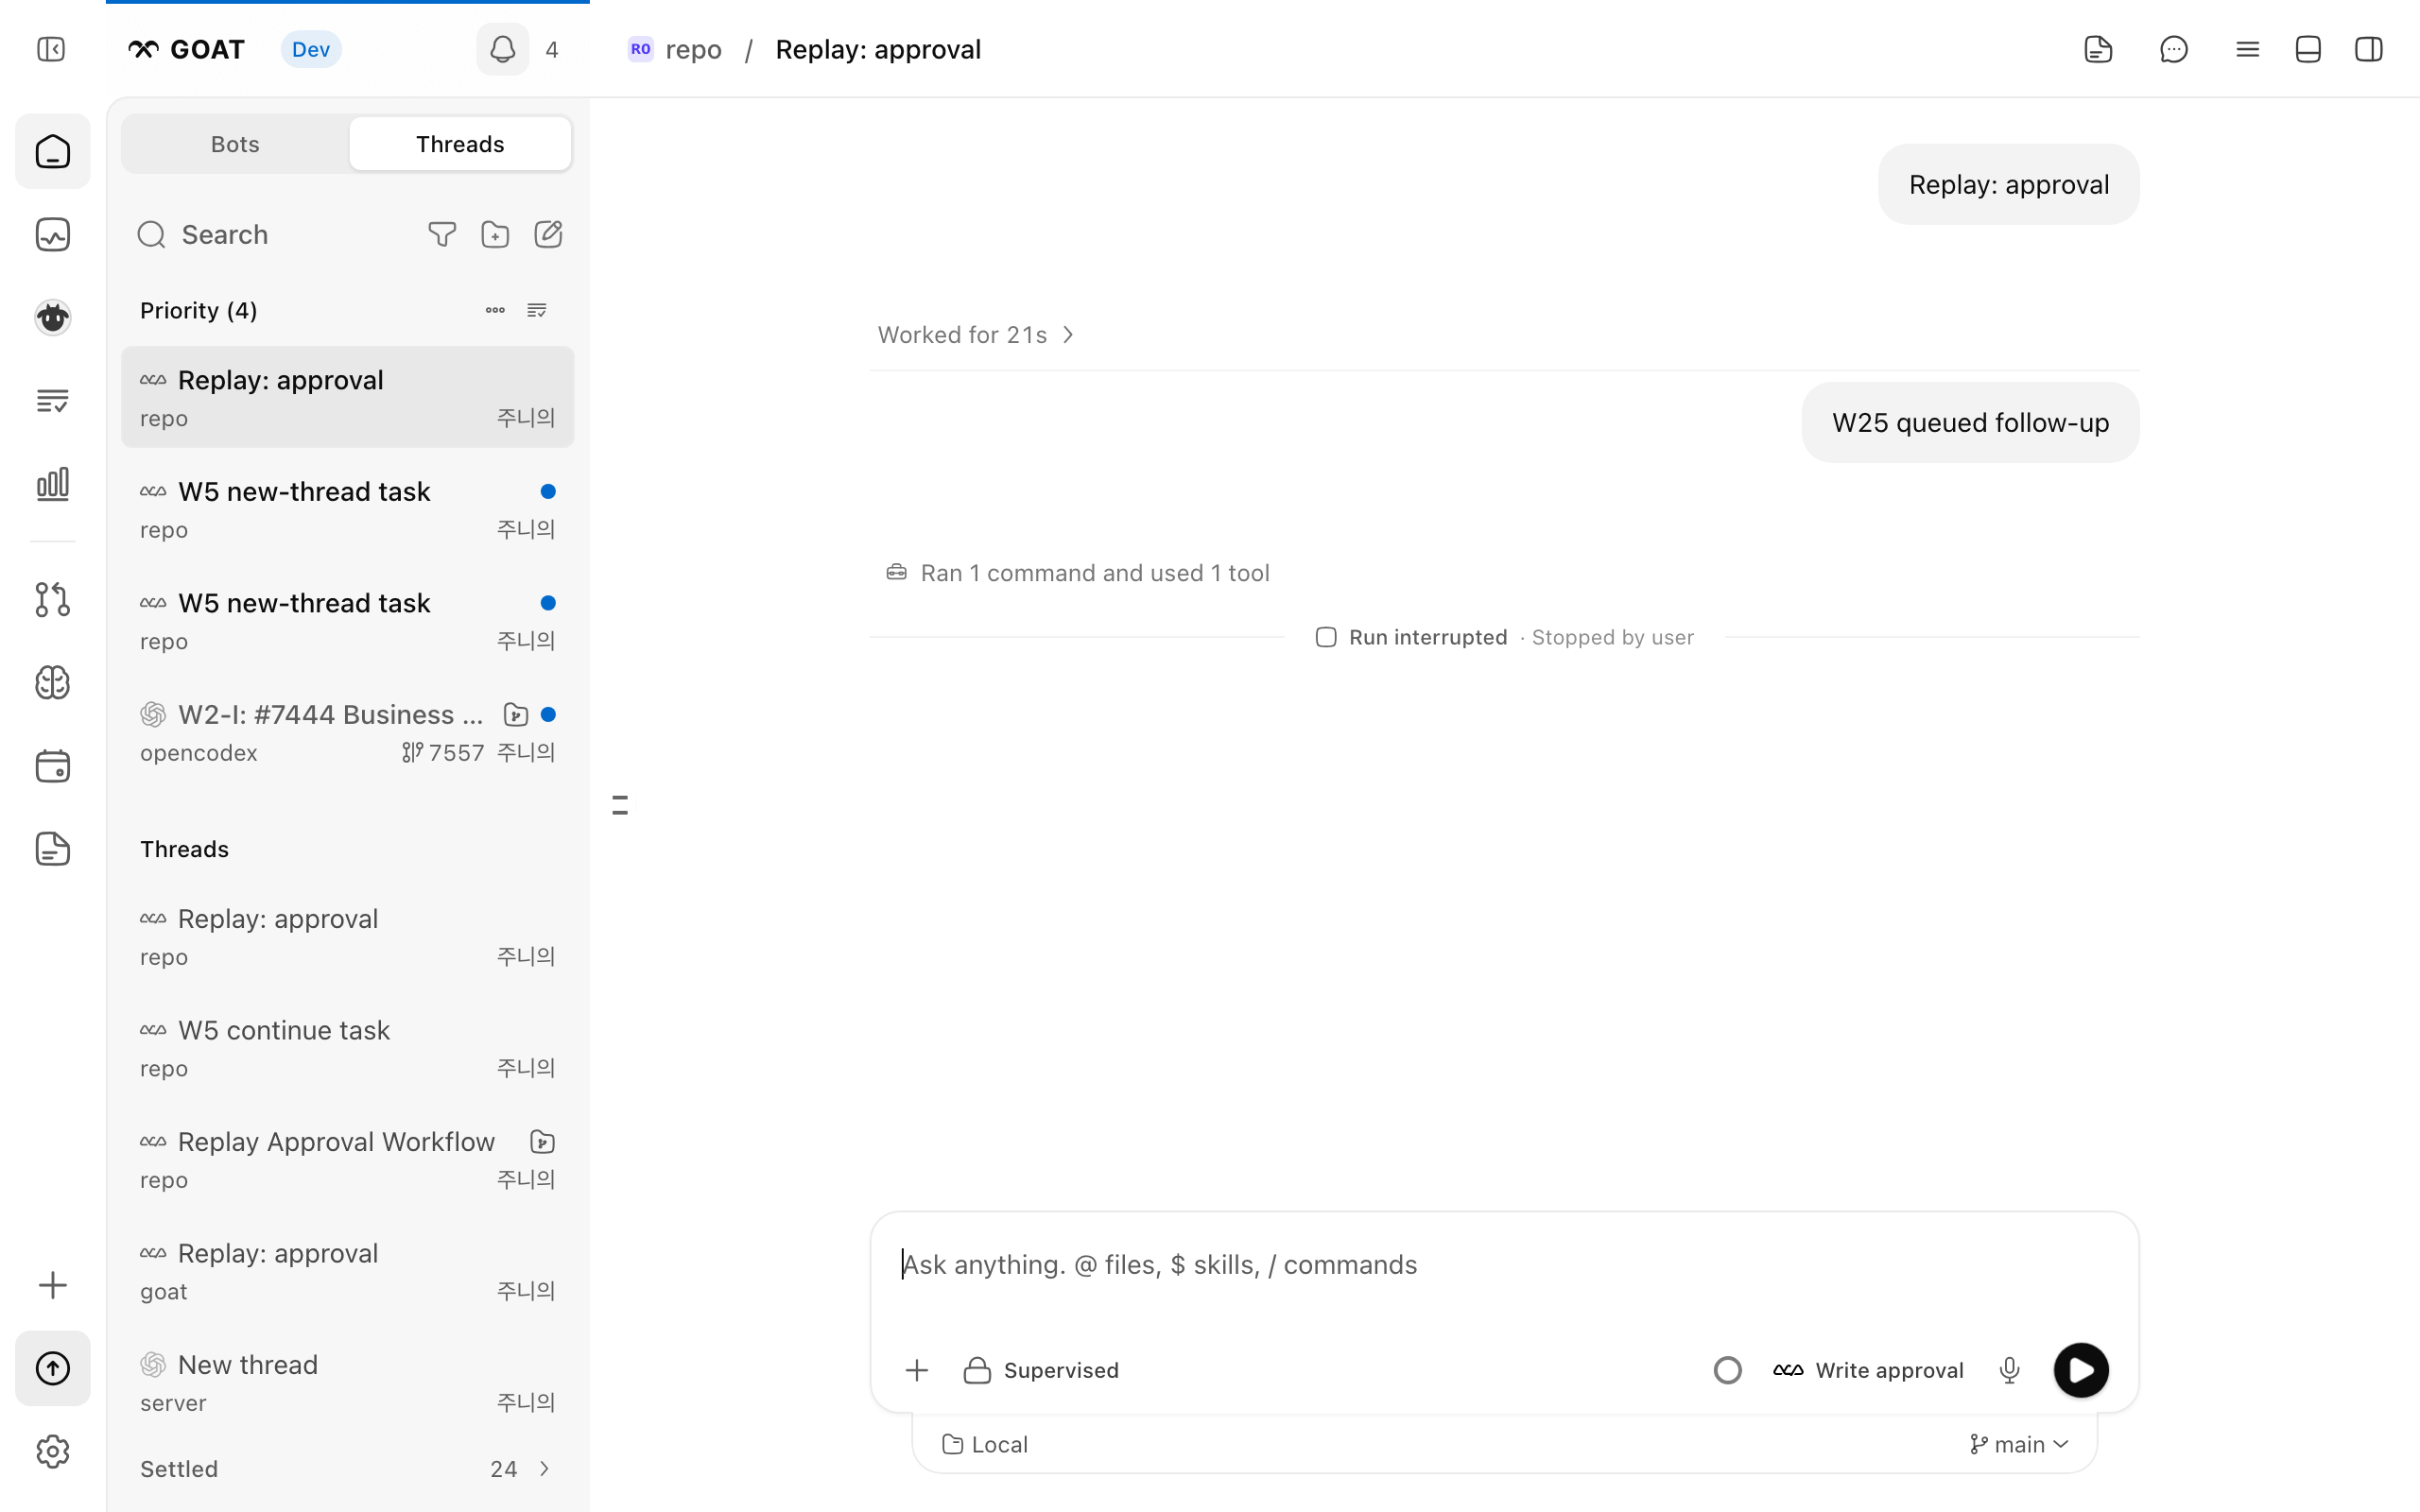 GOAT
Dev
4
RO repo / Replay: approval
Bots
Threads
Search
Priority (4)
Replay: approval
repo
주니의
W5 new-thread task
repo
주니의
W5 new-thread task
repo
주니의
W2-I: #7444 Business ...
opencodex
7557
주니의
Threads
Replay: approval
repo
주니의
W5 continue task
repo
주니의
Replay Approval Workflow
repo
주니의
Replay: approval
goat
주니의
New thread
server
주니의
Settled
24
Replay: approval
Worked for 21s
W25 queued follow-up
Ran 1 command and used 1 tool
Run interrupted · Stopped by user
Ask anything. @ files, $ skills, / commands
Supervised
Write approval
Local
main